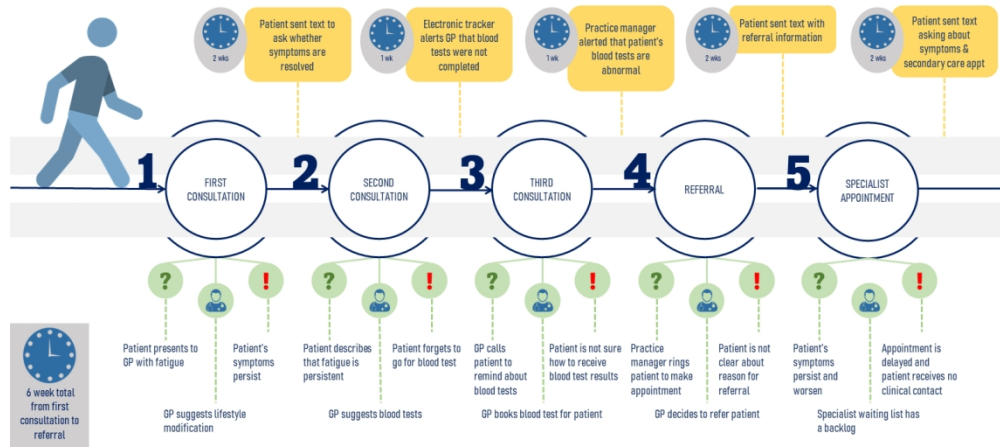 2 wks
Patient sent text to
ask whether
symptoms are
resolved
1 wk
Electronic tracker
alerts GP that blood
tests were not
completed
1 wk
Practice manager
alerted that patient's
blood tests are
abnormal
2 wks
Patient sent text with
referral information
2 wks
Patient sent text
asking about
symptoms &
secondary care appt
1
FIRST
CONSULTATION
2
SECOND
CONSULTATION
3
THIRD
CONSULTATION
4
REFERRAL
5
SPECIALIST
APPOINTMENT
?
!
?
!
?
!
?
!
?
!
Patient presents to
GP with fatigue
GP suggests lifestyle
modification
Patient's
symptoms
persist
Patient describes
that fatigue is
persistent
GP suggests blood tests
Patient forgets to
go for blood test
GP calls
patient to
remind about
blood tests
GP books blood test for patient
Patient is not sure
how to receive
blood test results
Practice
manager rings
patient to make
appointment
GP decides to refer patient
Patient is not
clear about
reason for
referral
Patient's
symptoms
persist and
worsen
Specialist waiting list has
a backlog
Appointment is
delayed and
patient receives no
clinical contact
6 week total
from first
consultation to
referral